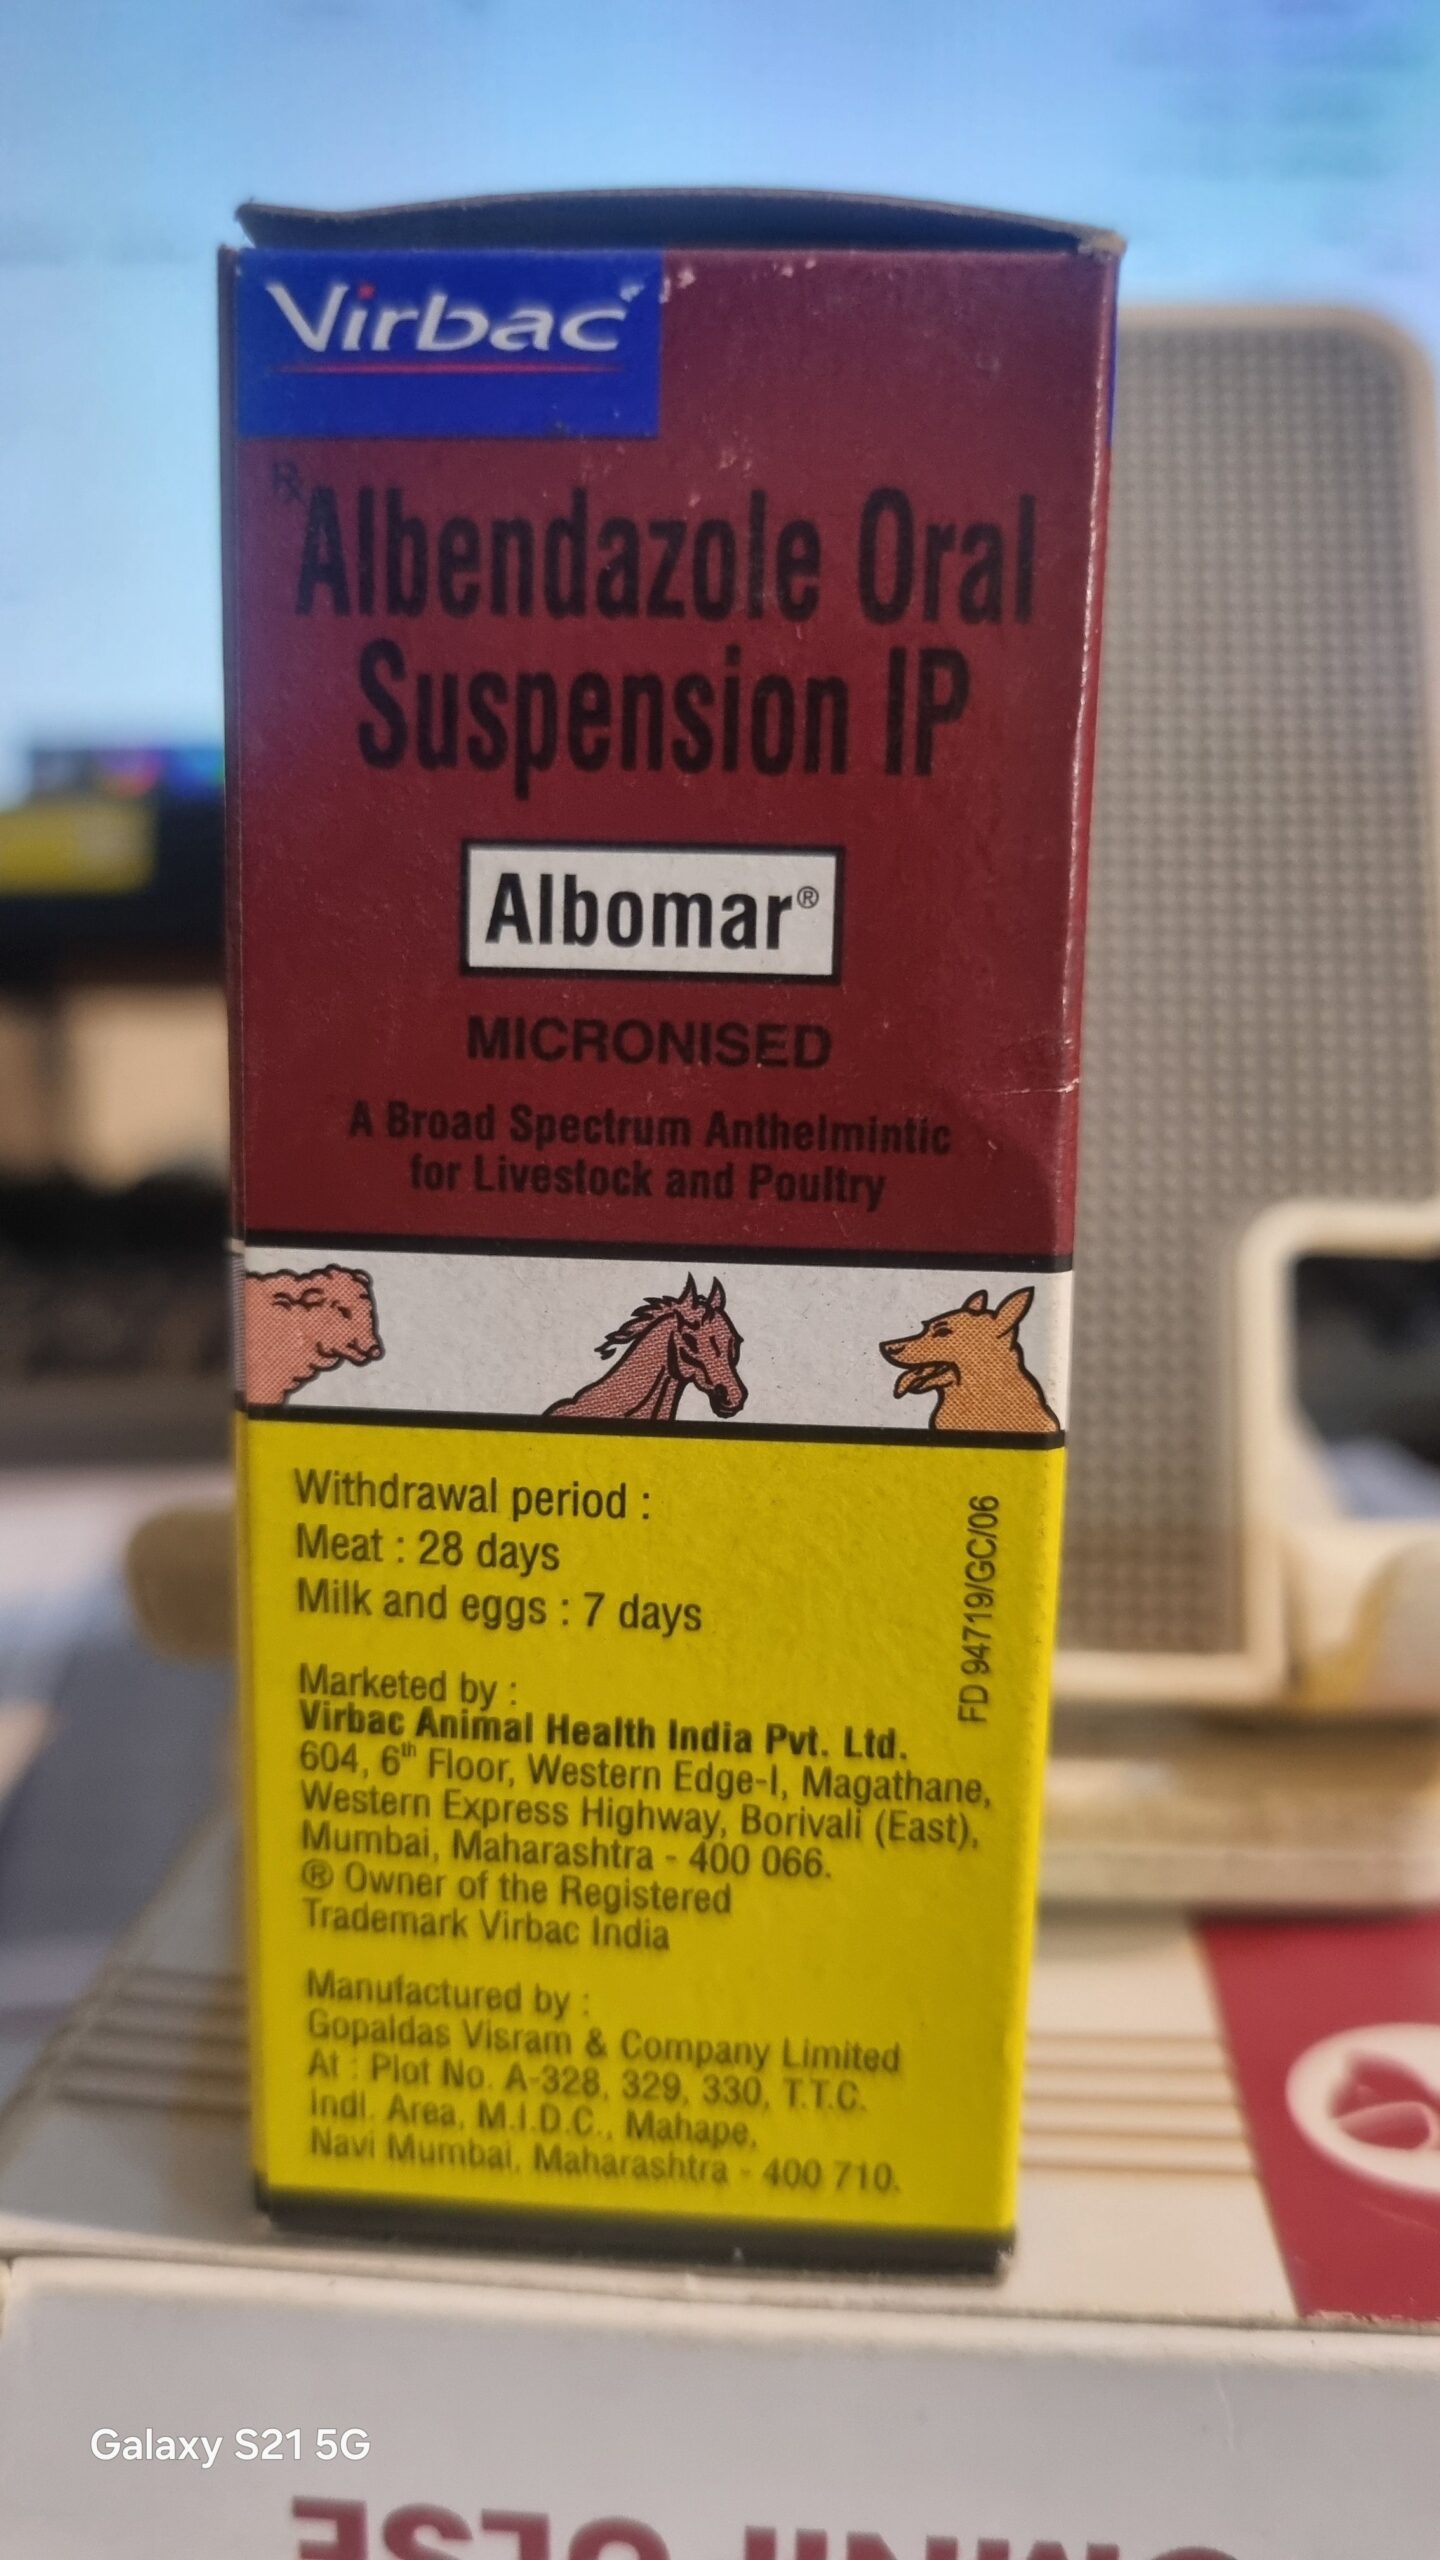 Virbac
Rx
Albendazole Oral
Suspension IP
Albomar®
MICRONISED
A Broad Spectrum Anthelmintic
for Livestock and Poultry
Withdrawal period :
Meat : 28 days
Milk and eggs : 7 days
FD 94719/GC/06
Marketed by :
Virbac Animal Health India Pvt. Ltd.
604, 6th Floor, Western Edge-I, Magathane,
Western Express Highway, Borivali (East),
Mumbai, Maharashtra - 400 066.
® Owner of the Registered
Trademark Virbac India
Manufactured by :
Gopaldas Visram & Company Limited
At : Plot No. A-328, 329, 330, T.T.C.
Indl. Area, M.I.D.C., Mahape,
Navi Mumbai, Maharashtra - 400 710.
Galaxy S21 5G